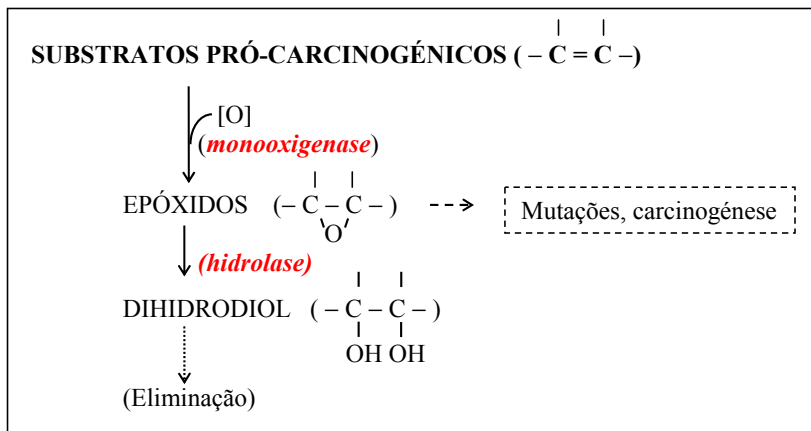 SUBSTRATOS PRÓ-CARCINOGÉNICOS ( – C = C –)
[O]
(monooxigenase)
EPÓXIDOS (– C – C – )
O
Mutações, carcinogénese
(hidrolase)
DIHIDRODIOL ( – C – C – )
OH OH
(Eliminação)